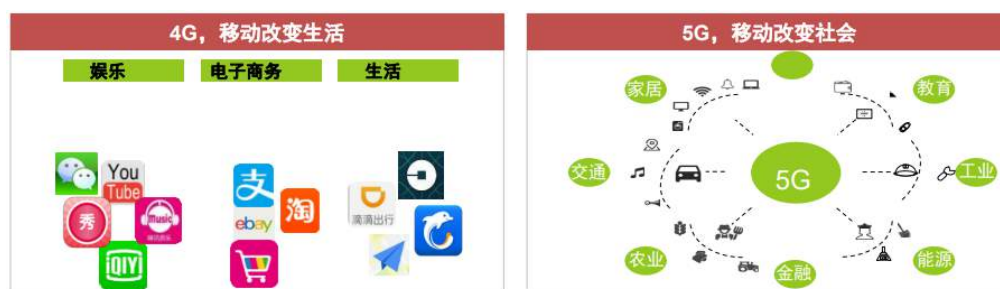 4G，移动改变生活
娱乐
电子商务
生活
You
Tube
秀
music
iQIY
支
淘
ebay
滴滴出行
5G，移动改变社会
家居
教育
交通
5G
工业
农业
金融
能源